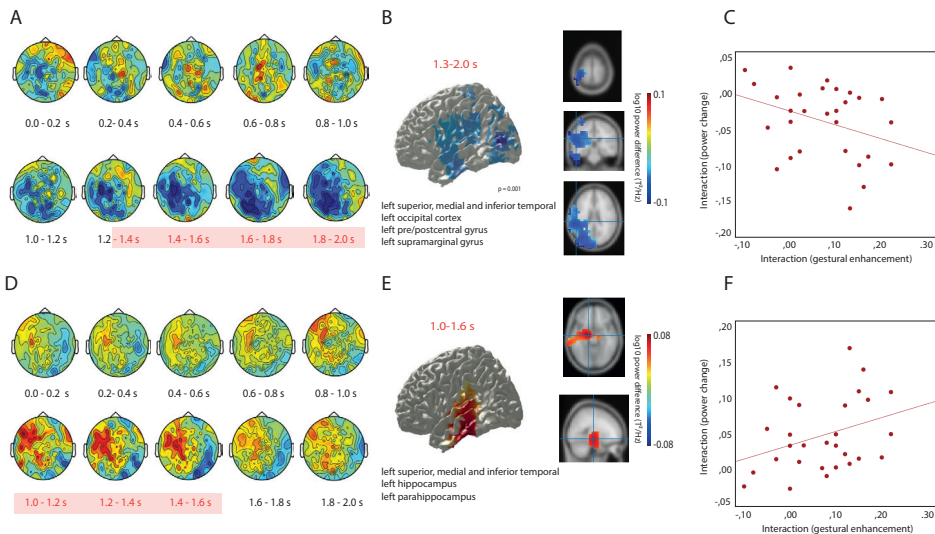 A
0.0 - 0.2 s
0.2 - 0.4 s
0.4 - 0.6 s
0.6 - 0.8 s
0.8 - 1.0 s
1.0 - 1.2 s
1.2 - 1.4 s
1.4 - 1.6 s
1.6 - 1.8 s
1.8 - 2.0 s
B
1.3-2.0 s
p = 0.001
left superior, medial and inferior temporal
left occipital cortex
left pre/postcentral gyrus
left supramarginal gyrus
0.1
log10 power difference (T²/Hz)
-0.1
C
Interaction (power change)
,05
,00
-,05
-,10
-,15
-,20
-,10
,00
,10
,20
.30
Interaction (gestural enhancement)
D
0.0 - 0.2 s
0.2 - 0.4 s
0.4 - 0.6 s
0.6 - 0.8 s
0.8 - 1.0 s
1.0 - 1.2 s
1.2 - 1.4 s
1.4 - 1.6 s
1.6 - 1.8 s
1.8 - 2.0 s
E
1.0-1.6 s
left superior, medial and inferior temporal
left hippocampus
left parahippocampus
0.08
log10 power difference (T²/Hz)
-0.08
F
Interaction (power change)
,20
,15
,10
,05
,00
-,05
-,10
,00
,10
,20
.30
Interaction (gestural enhancement)